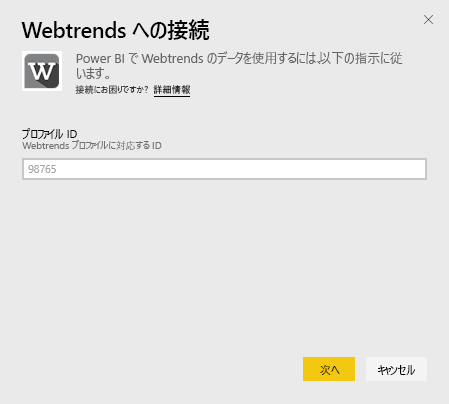 Webtrends への接続
W
Power BI で Webtrends のデータを使用するには、以下の指示に従
います。
接続にお困りですか? 詳細情報
プロファイル ID
Webtrends プロファイルに対応する ID
98765
次へ キャンセル